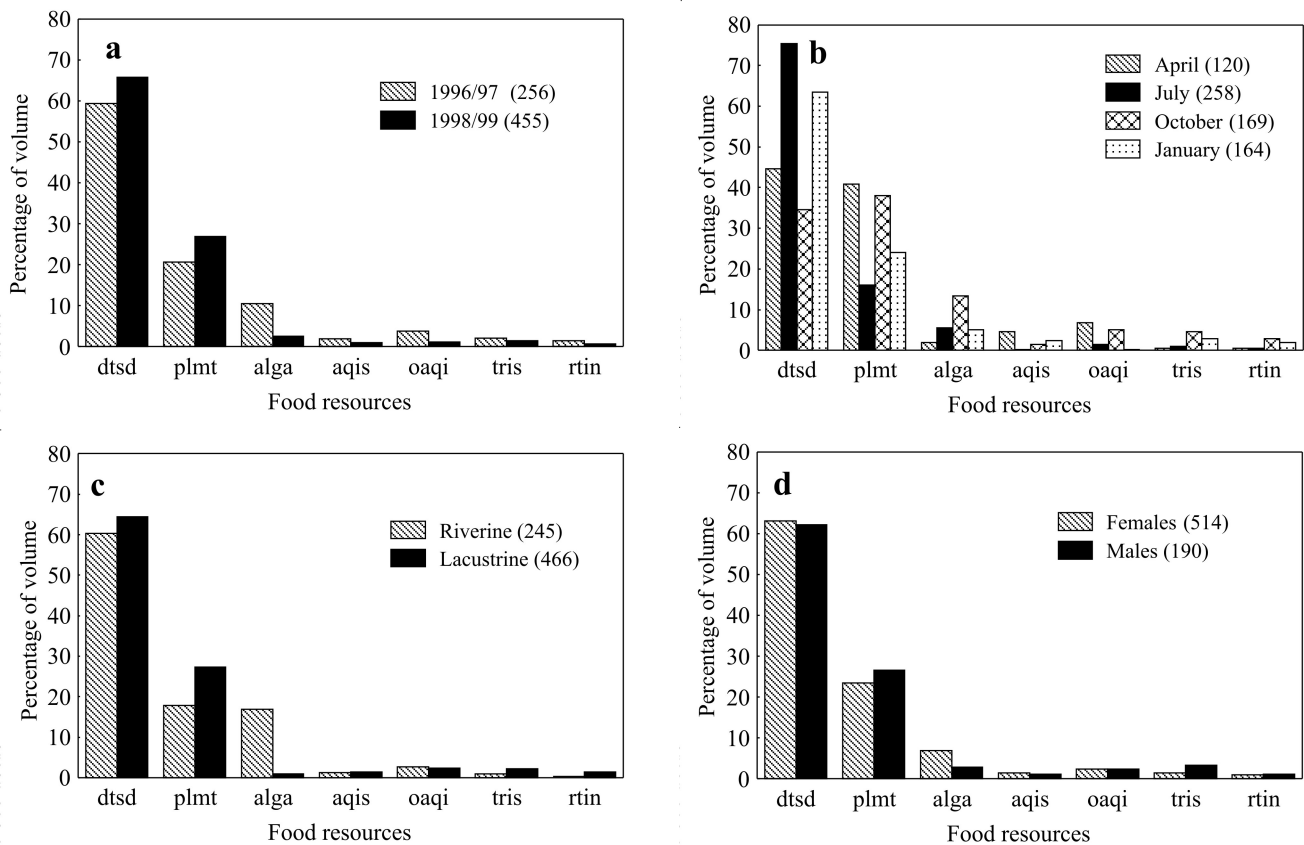 a
80
70
60
50
40
30
20
10
0
Percentage of volume
1996/97 (256)
1998/99 (455)
dtsd plmt alga aqis oaqi tris rtin
Food resources
b
80
70
60
50
40
30
20
10
0
Percentage of volume
April (120)
July (258)
October (169)
January (164)
dtsd plmt alga aqis oaqi tris rtin
Food resources
c
80
70
60
50
40
30
20
10
0
Percentage of volume
Riverine (245)
Lacustrine (466)
dtsd plmt alga aqis oaqi tris rtin
Food resources
d
80
70
60
50
40
30
20
10
0
Percentage of volume
Females (514)
Males (190)
dtsd plmt alga aqis oaqi tris rtin
Food resources